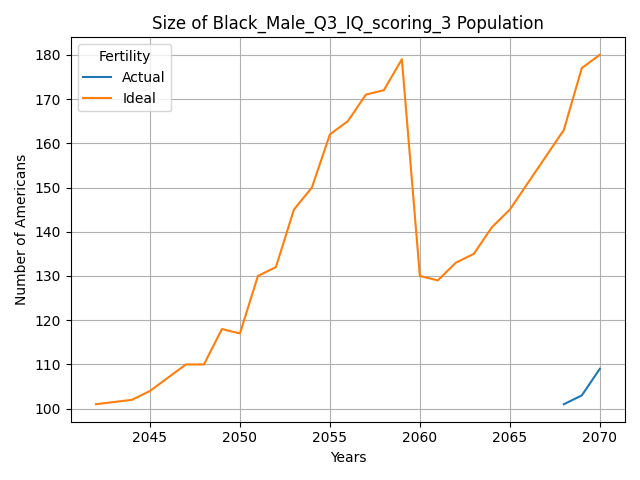 Size of Black_Male_Q3_IQ_scoring_3 Population
Fertility
Actual
Ideal
Number of Americans
180
170
160
150
140
130
120
110
100
2045 2050 2055 2060 2065 2070
Years